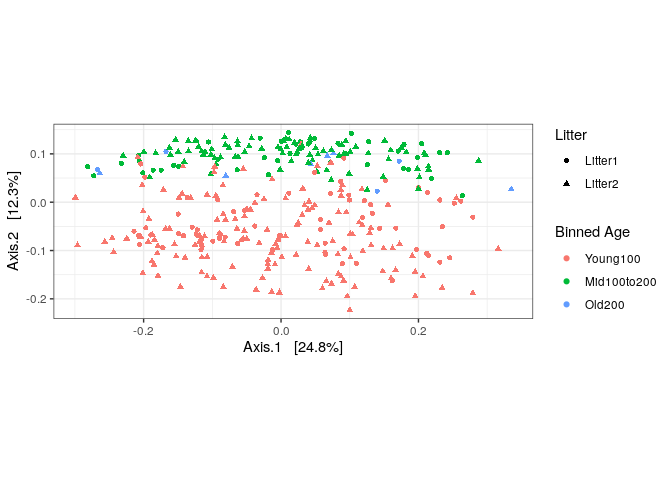 Axis.2 [12.3%]
0.1
0.0
-0.1
-0.2
-0.2
0.0
0.2
Axis.1 [24.8%]
Litter
Litter1
Litter2
Binned Age
Young100
Mid100to200
Old200